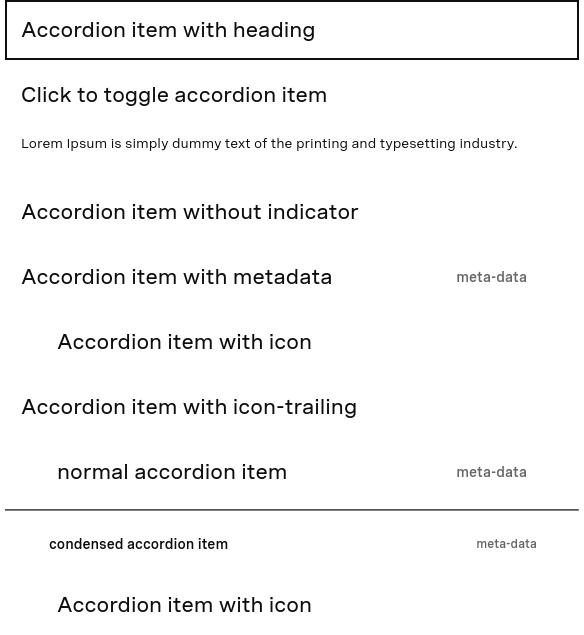 Accordion item with heading
Click to toggle accordion item
Lorem Ipsum is simply dummy text of the printing and typesetting industry.
Accordion item without indicator
Accordion item with metadata meta-data
Accordion item with icon
Accordion item with icon-trailing
normal accordion item meta-data
condensed accordion item meta-data
Accordion item with icon